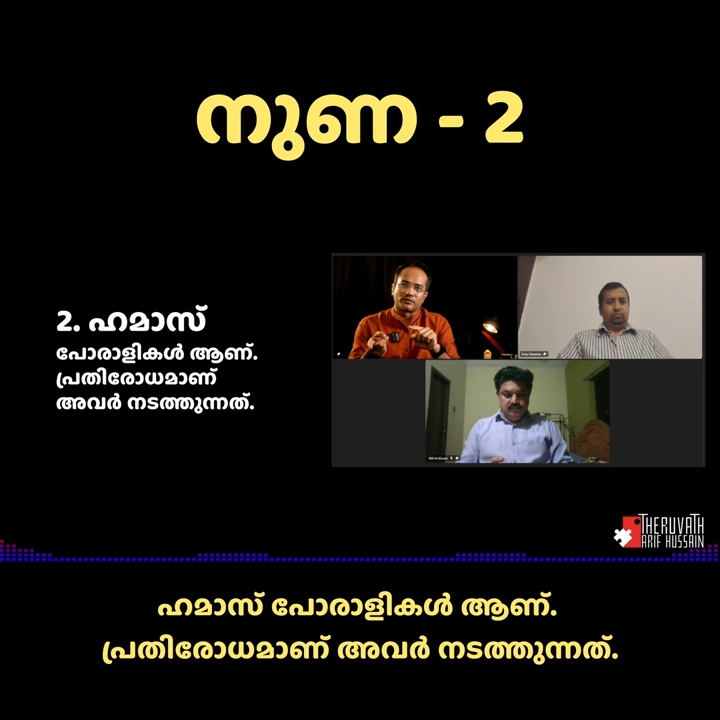 നുണ - 2
2. ഹമാസ്
പോരാളികൾ ആണ്.
പ്രതിരോധമാണ്
അവർ നടത്തുന്നത്.
THERUVATH
ARIF HUSSAIN
ഹമാസ് പോരാളികൾ ആണ്.
പ്രതിരോധമാണ് അവർ നടത്തുന്നത്.